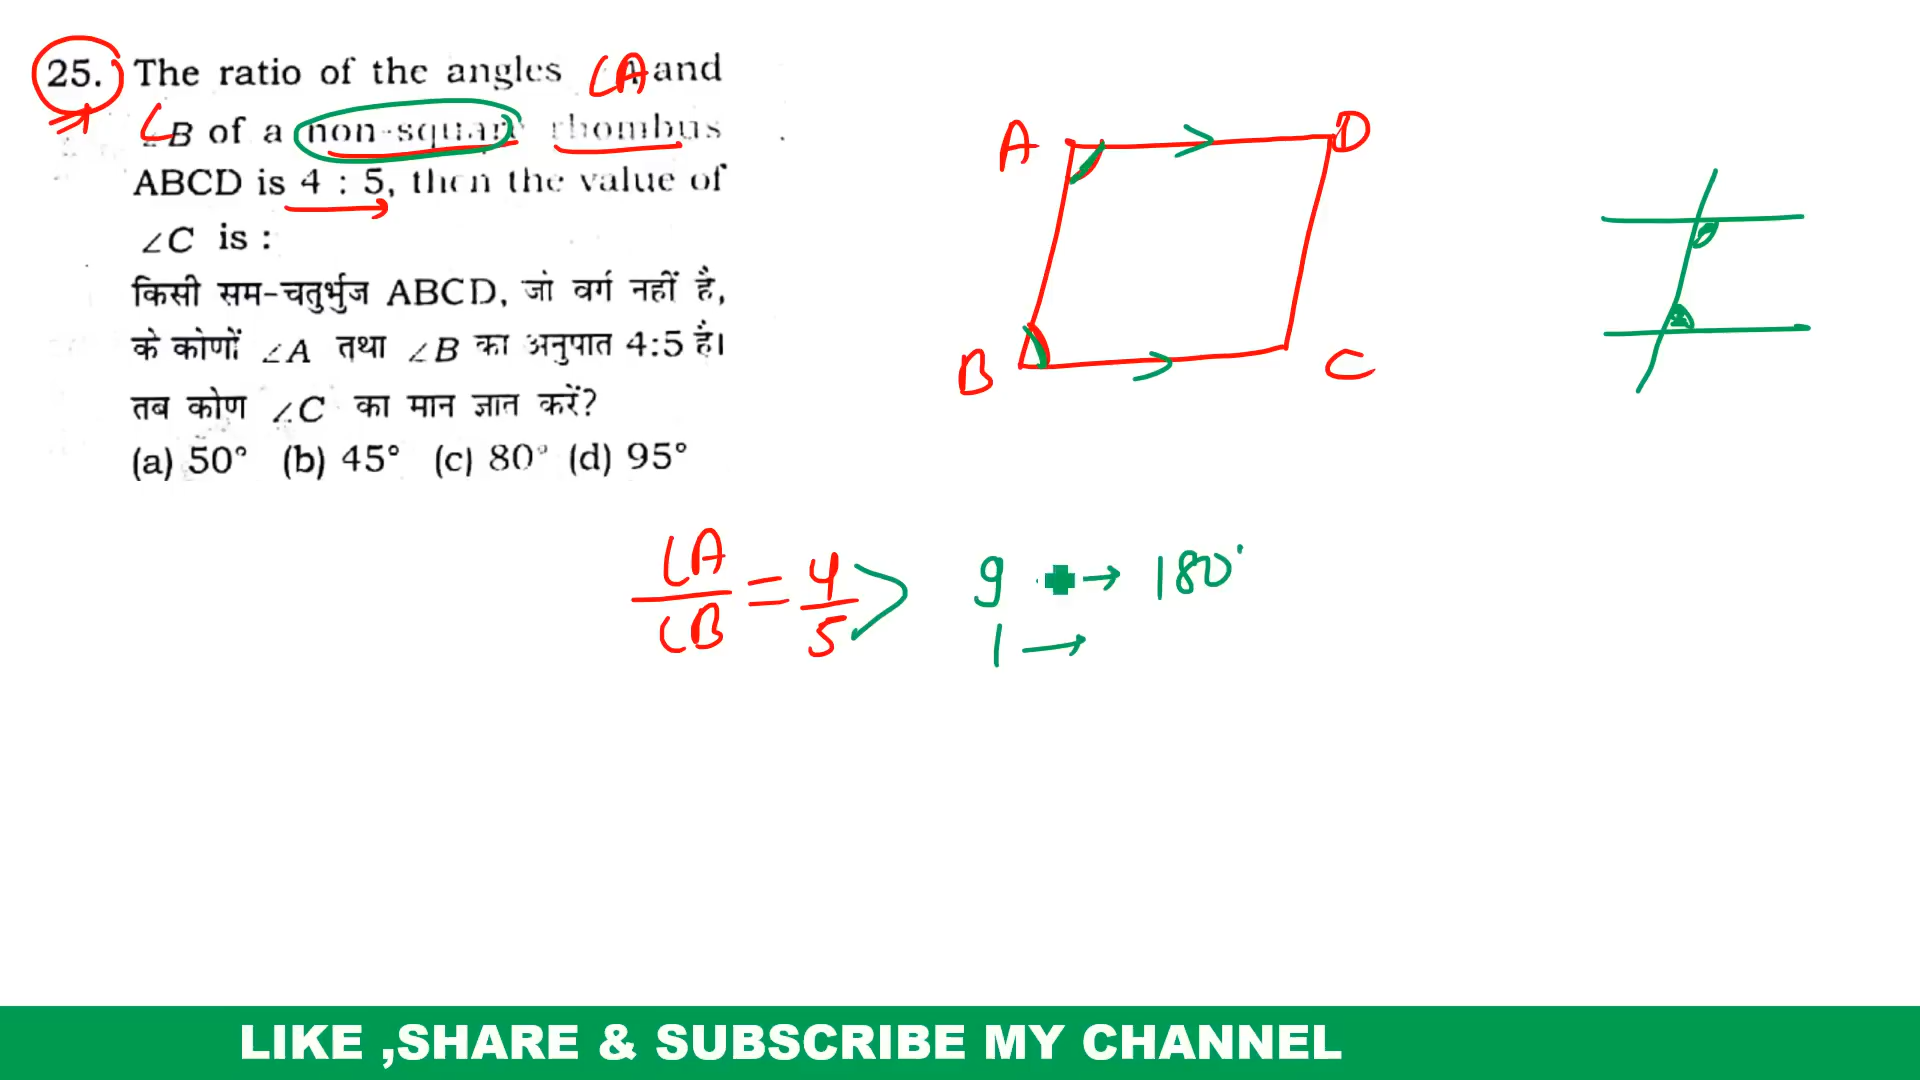 25. The ratio of the angles ∠A and
∠B of a non-square rhombus
ABCD is 4 : 5, then the value of
∠C is :
किसी सम-चतुर्भुज ABCD, जो वर्ग नहीं है,
के कोणों ∠A तथा ∠B का अनुपात 4:5 है।
तब कोण ∠C का मान ज्ञात करें?
(a) 50° (b) 45° (c) 80° (d) 95°
A D
B C
∠A/∠B = 4/5
9 → 180°
1 →
LIKE ,SHARE & SUBSCRIBE MY CHANNEL